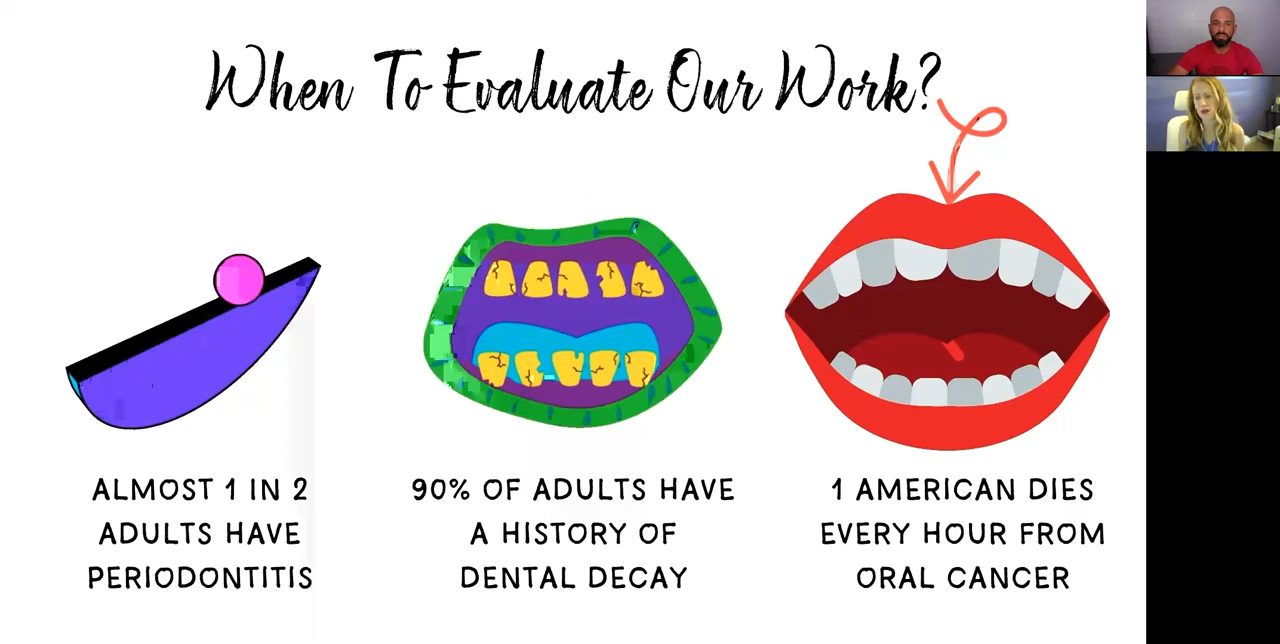 When To Evaluate Our Work?
ALMOST 1 IN 2
ADULTS HAVE
PERIODONTITIS
90% OF ADULTS HAVE
A HISTORY OF
DENTAL DECAY
1 AMERICAN DIES
EVERY HOUR FROM
ORAL CANCER